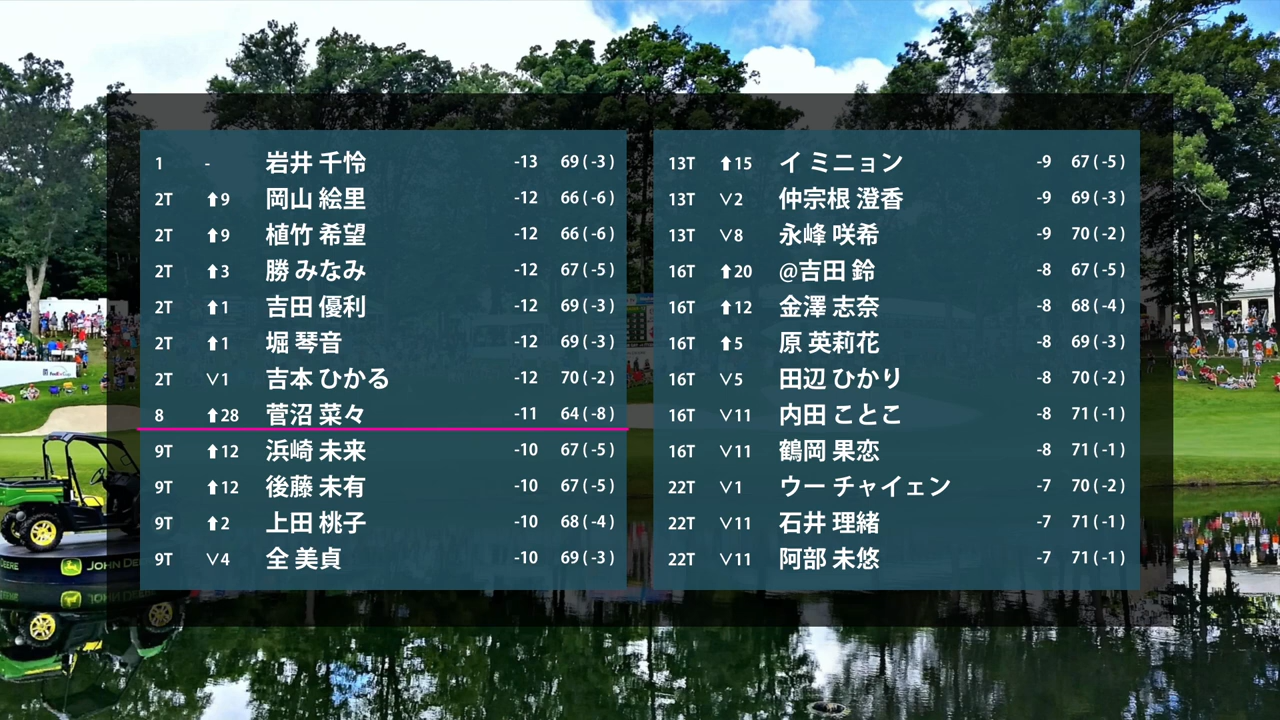 1 - 岩井 千怜 -13 69 ( -3 )
2T ⬆9 岡山 絵里 -12 66 ( -6 )
2T ⬆9 植竹 希望 -12 66 ( -6 )
2T ⬆3 勝 みなみ -12 67 ( -5 )
2T ⬆1 吉田 優利 -12 69 ( -3 )
2T ⬆1 堀 琴音 -12 69 ( -3 )
2T ∨1 吉本 ひかる -12 70 ( -2 )
8 ⬆28 菅沼 菜々 -11 64 ( -8 )
9T ⬆12 浜崎 未来 -10 67 ( -5 )
9T ⬆12 後藤 未有 -10 67 ( -5 )
9T ⬆2 上田 桃子 -10 68 ( -4 )
9T ∨4 全 美貞 -10 69 ( -3 )
13T ⬆15 イ ミニョン -9 67 ( -5 )
13T ∨2 仲宗根 澄香 -9 69 ( -3 )
13T ∨8 永峰 咲希 -9 70 ( -2 )
16T ⬆20 @吉田 鈴 -8 67 ( -5 )
16T ⬆12 金澤 志奈 -8 68 ( -4 )
16T ⬆5 原 英莉花 -8 69 ( -3 )
16T ∨5 田辺 ひかり -8 70 ( -2 )
16T ∨11 内田 ことこ -8 71 ( -1 )
16T ∨11 鶴岡 果恋 -8 71 ( -1 )
22T ∨1 ウー チャイェン -7 70 ( -2 )
22T ∨11 石井 理緒 -7 71 ( -1 )
22T ∨11 阿部 未悠 -7 71 ( -1 )
JOHN DE